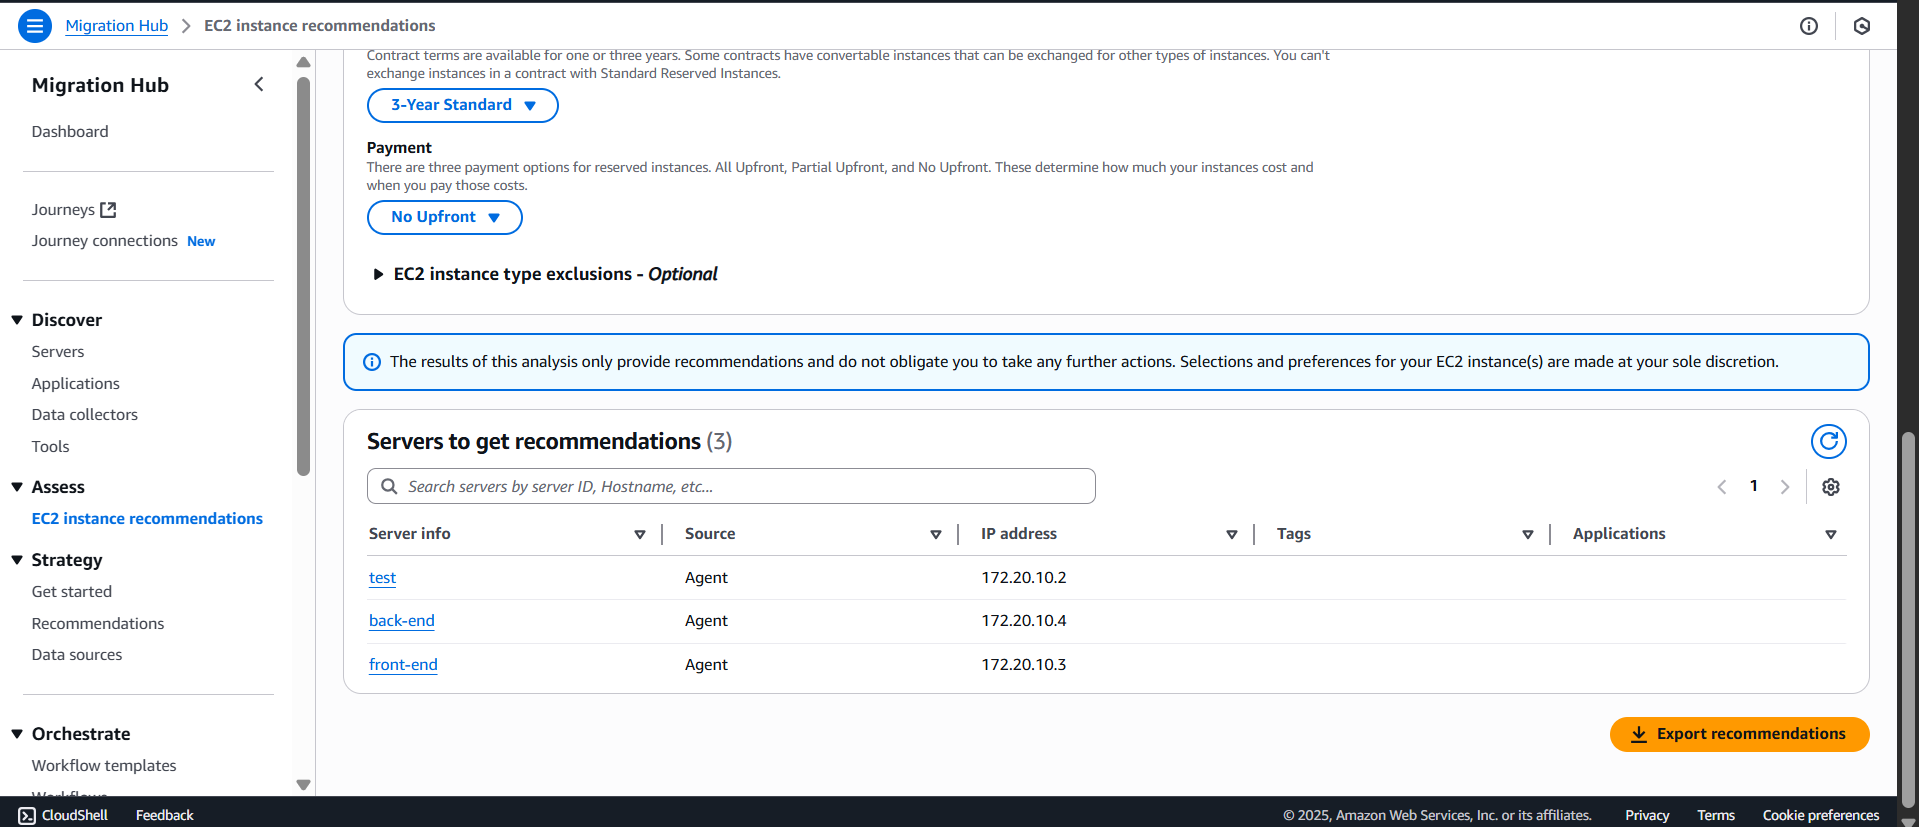 Migration Hub > EC2 instance recommendations
Migration Hub
Dashboard
Journeys
Journey connections New
Discover
Servers
Applications
Data collectors
Tools
Assess
EC2 instance recommendations
Strategy
Get started
Recommendations
Data sources
Orchestrate
Workflow templates
Workflows
Contract terms are available for one or three years. Some contracts have convertable instances that can be exchanged for other types of instances. You can't
exchange instances in a contract with Standard Reserved Instances.
3-Year Standard
Payment
There are three payment options for reserved instances. All Upfront, Partial Upfront, and No Upfront. These determine how much your instances cost and
when you pay those costs.
No Upfront
EC2 instance type exclusions - Optional
The results of this analysis only provide recommendations and do not obligate you to take any further actions. Selections and preferences for your EC2 instance(s) are made at your sole discretion.
Servers to get recommendations (3)
Search servers by server ID, Hostname, etc...
1
Server info Source IP address Tags Applications
test Agent 172.20.10.2
back-end Agent 172.20.10.4
front-end Agent 172.20.10.3
Export recommendations
CloudShell Feedback © 2025, Amazon Web Services, Inc. or its affiliates. Privacy Terms Cookie preferences